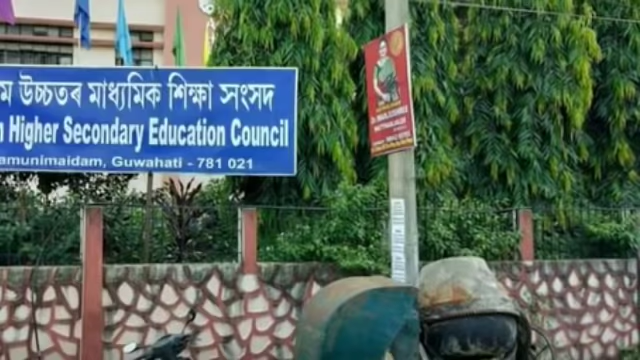 ম উচ্চতৰ মাধ্যমিক শিক্ষা সংসদ
n Higher Secondary Education Council
amunimaidam, Guwahati - 781 021